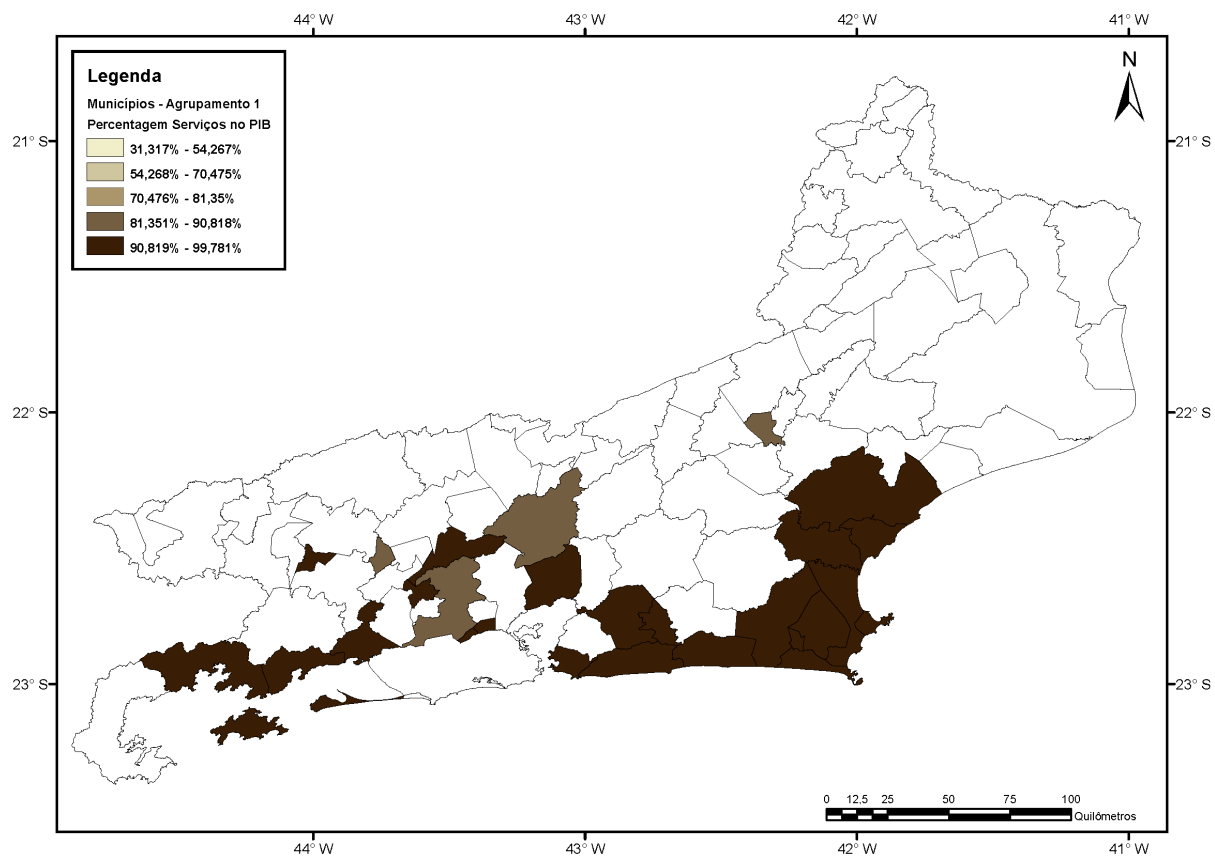 44° W 43° W 42° W 41° W
Legenda
Municípios - Agrupamento 1
Percentagem Serviços no PIB
31,317% - 54,267%
54,268% - 70,475%
70,476% - 81,35%
81,351% - 90,818%
90,819% - 99,781%
N
21° S 21° S
22° S 22° S
23° S 23° S
0 12,5 25 50 75 100
Quilômetros
44° W 43° W 42° W 41° W